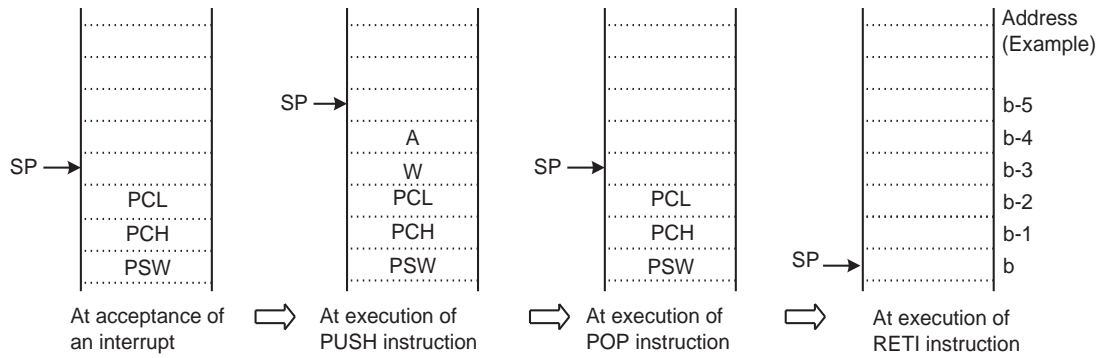 Address
(Example)
SP
b-5
A
b-4
SP
W
SP
b-3
PCL
PCL
PCL
b-2
PCH
PCH
PCH
b-1
PSW
PSW
PSW
SP
b
At acceptance of
an interrupt
At execution of
PUSH instruction
At execution of
POP instruction
At execution of
RETI instruction